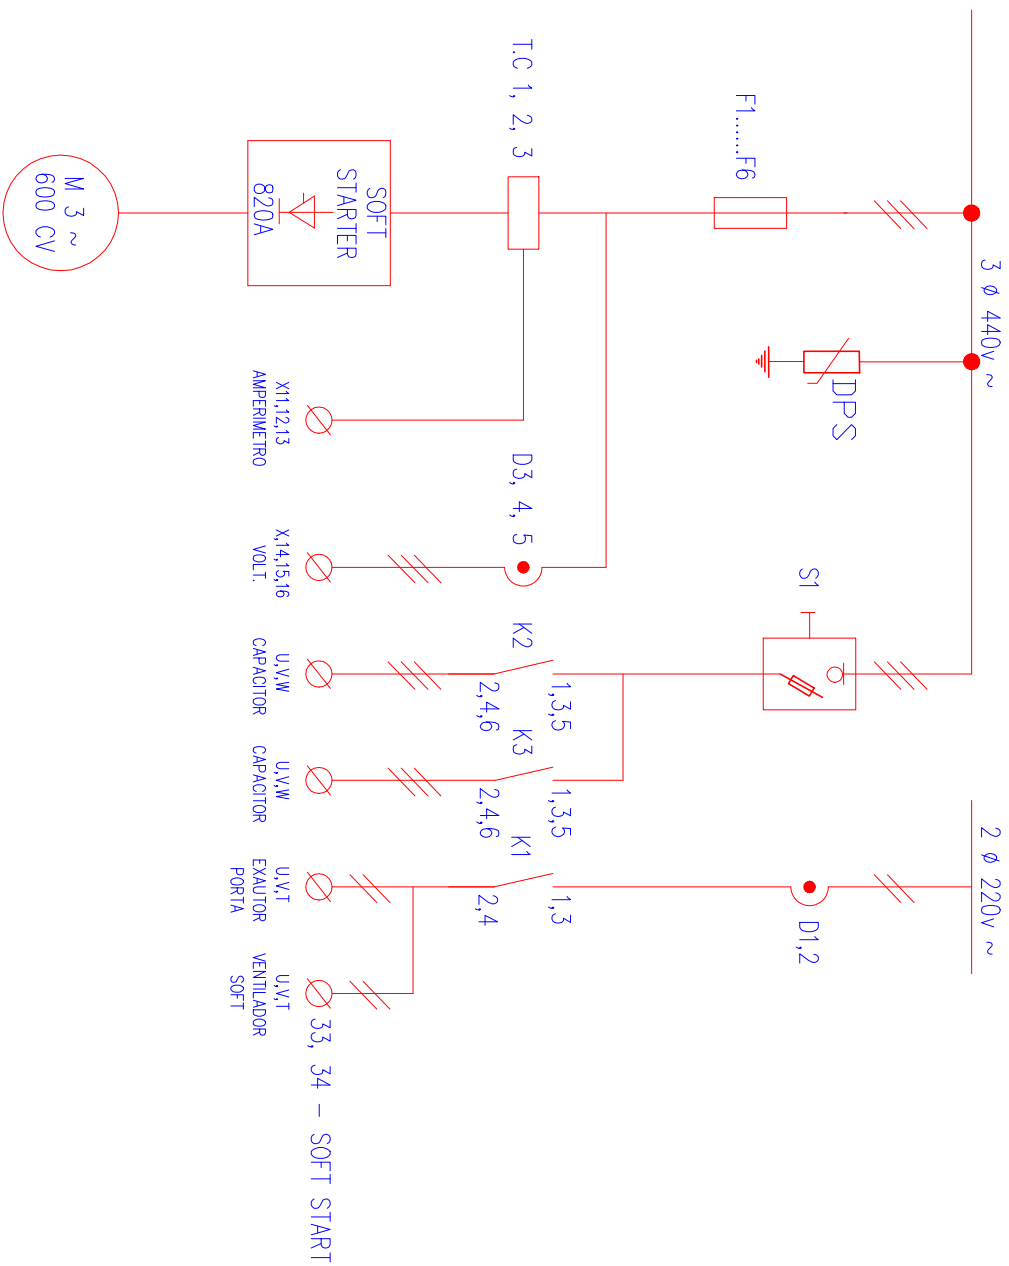 3 ø 440v ~
2 ø 220v ~
F1......F6
DPS
S1
D1,2
T.C 1, 2, 3
D3, 4, 5
K2
1,3,5
2,4,6
K3
1,3,5
2,4,6
K1
1,3
2,4
SOFT
STARTER
820A
M 3 ~
600 CV
X11,12,13
AMPERIMETRO
X,14,15,16
VOLT.
U,V,W
CAPACITOR
U,V,W
CAPACITOR
U,V,T
EXAUTOR
PORTA
U,V,T
VENTILADOR
SOFT
33, 34 - SOFT START